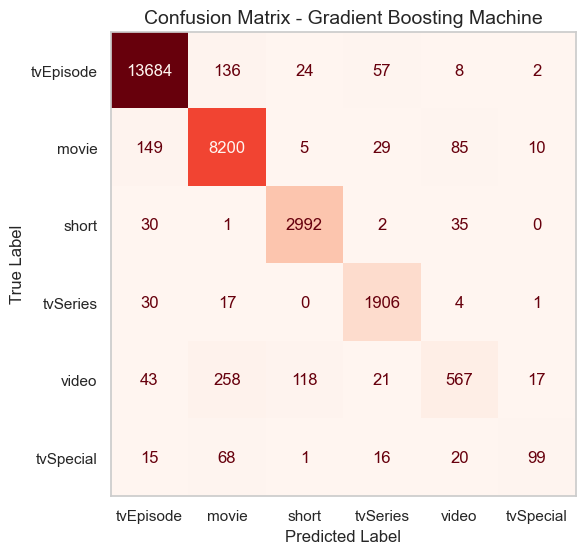 Confusion Matrix - Gradient Boosting Machine
True Label
tvEpisode 13684 136 24 57 8 2
movie 149 8200 5 29 85 10
short 30 1 2992 2 35 0
tvSeries 30 17 0 1906 4 1
video 43 258 118 21 567 17
tvSpecial 15 68 1 16 20 99
tvEpisode movie short tvSeries video tvSpecial
Predicted Label